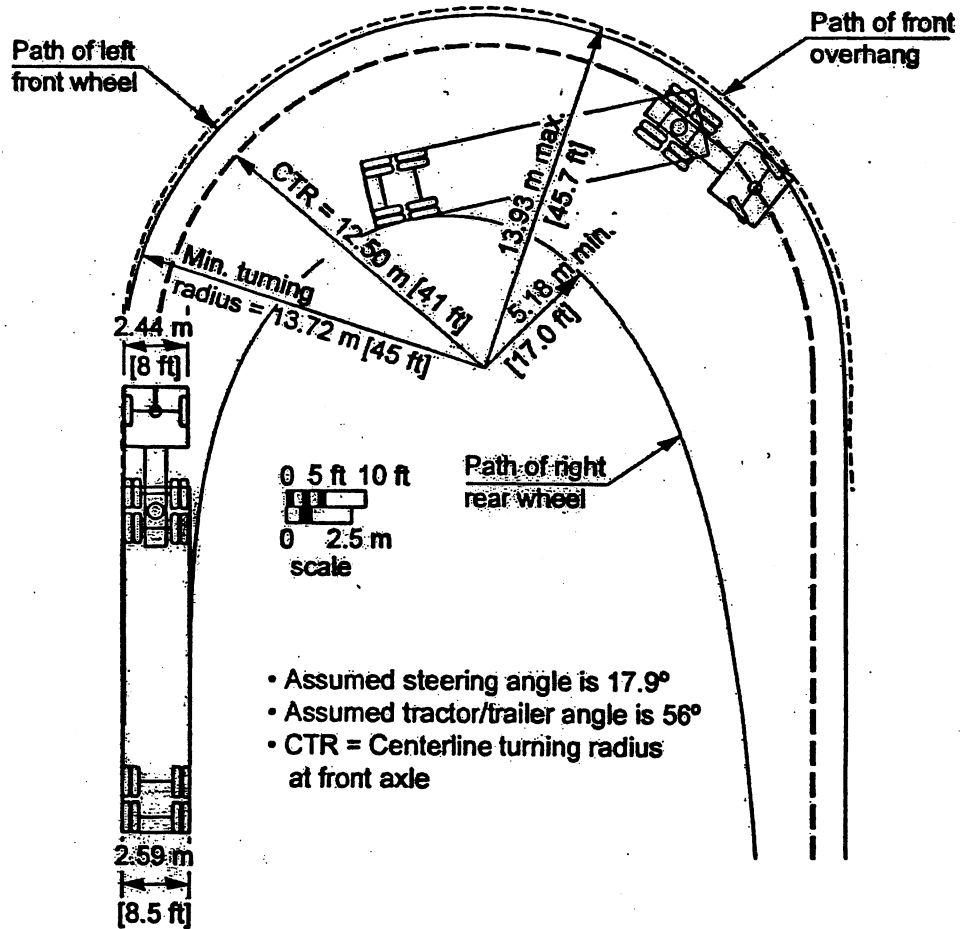 Path of left
front wheel
Path of front
overhang
CTR = 12.50 m [41 ft]
13.93 m max.
[45.7 ft]
5.18 m min.
[17.0 ft]
Min. turning
radius = 13.72 m [45 ft]
2.44 m
[8 ft]
0 5 ft 10 ft
0 2.5 m
scale
Path of right
rear wheel
• Assumed steering angle is 17.9º
• Assumed tractor/trailer angle is 56º
• CTR = Centerline turning radius
at front axle
2.59 m
[8.5 ft]